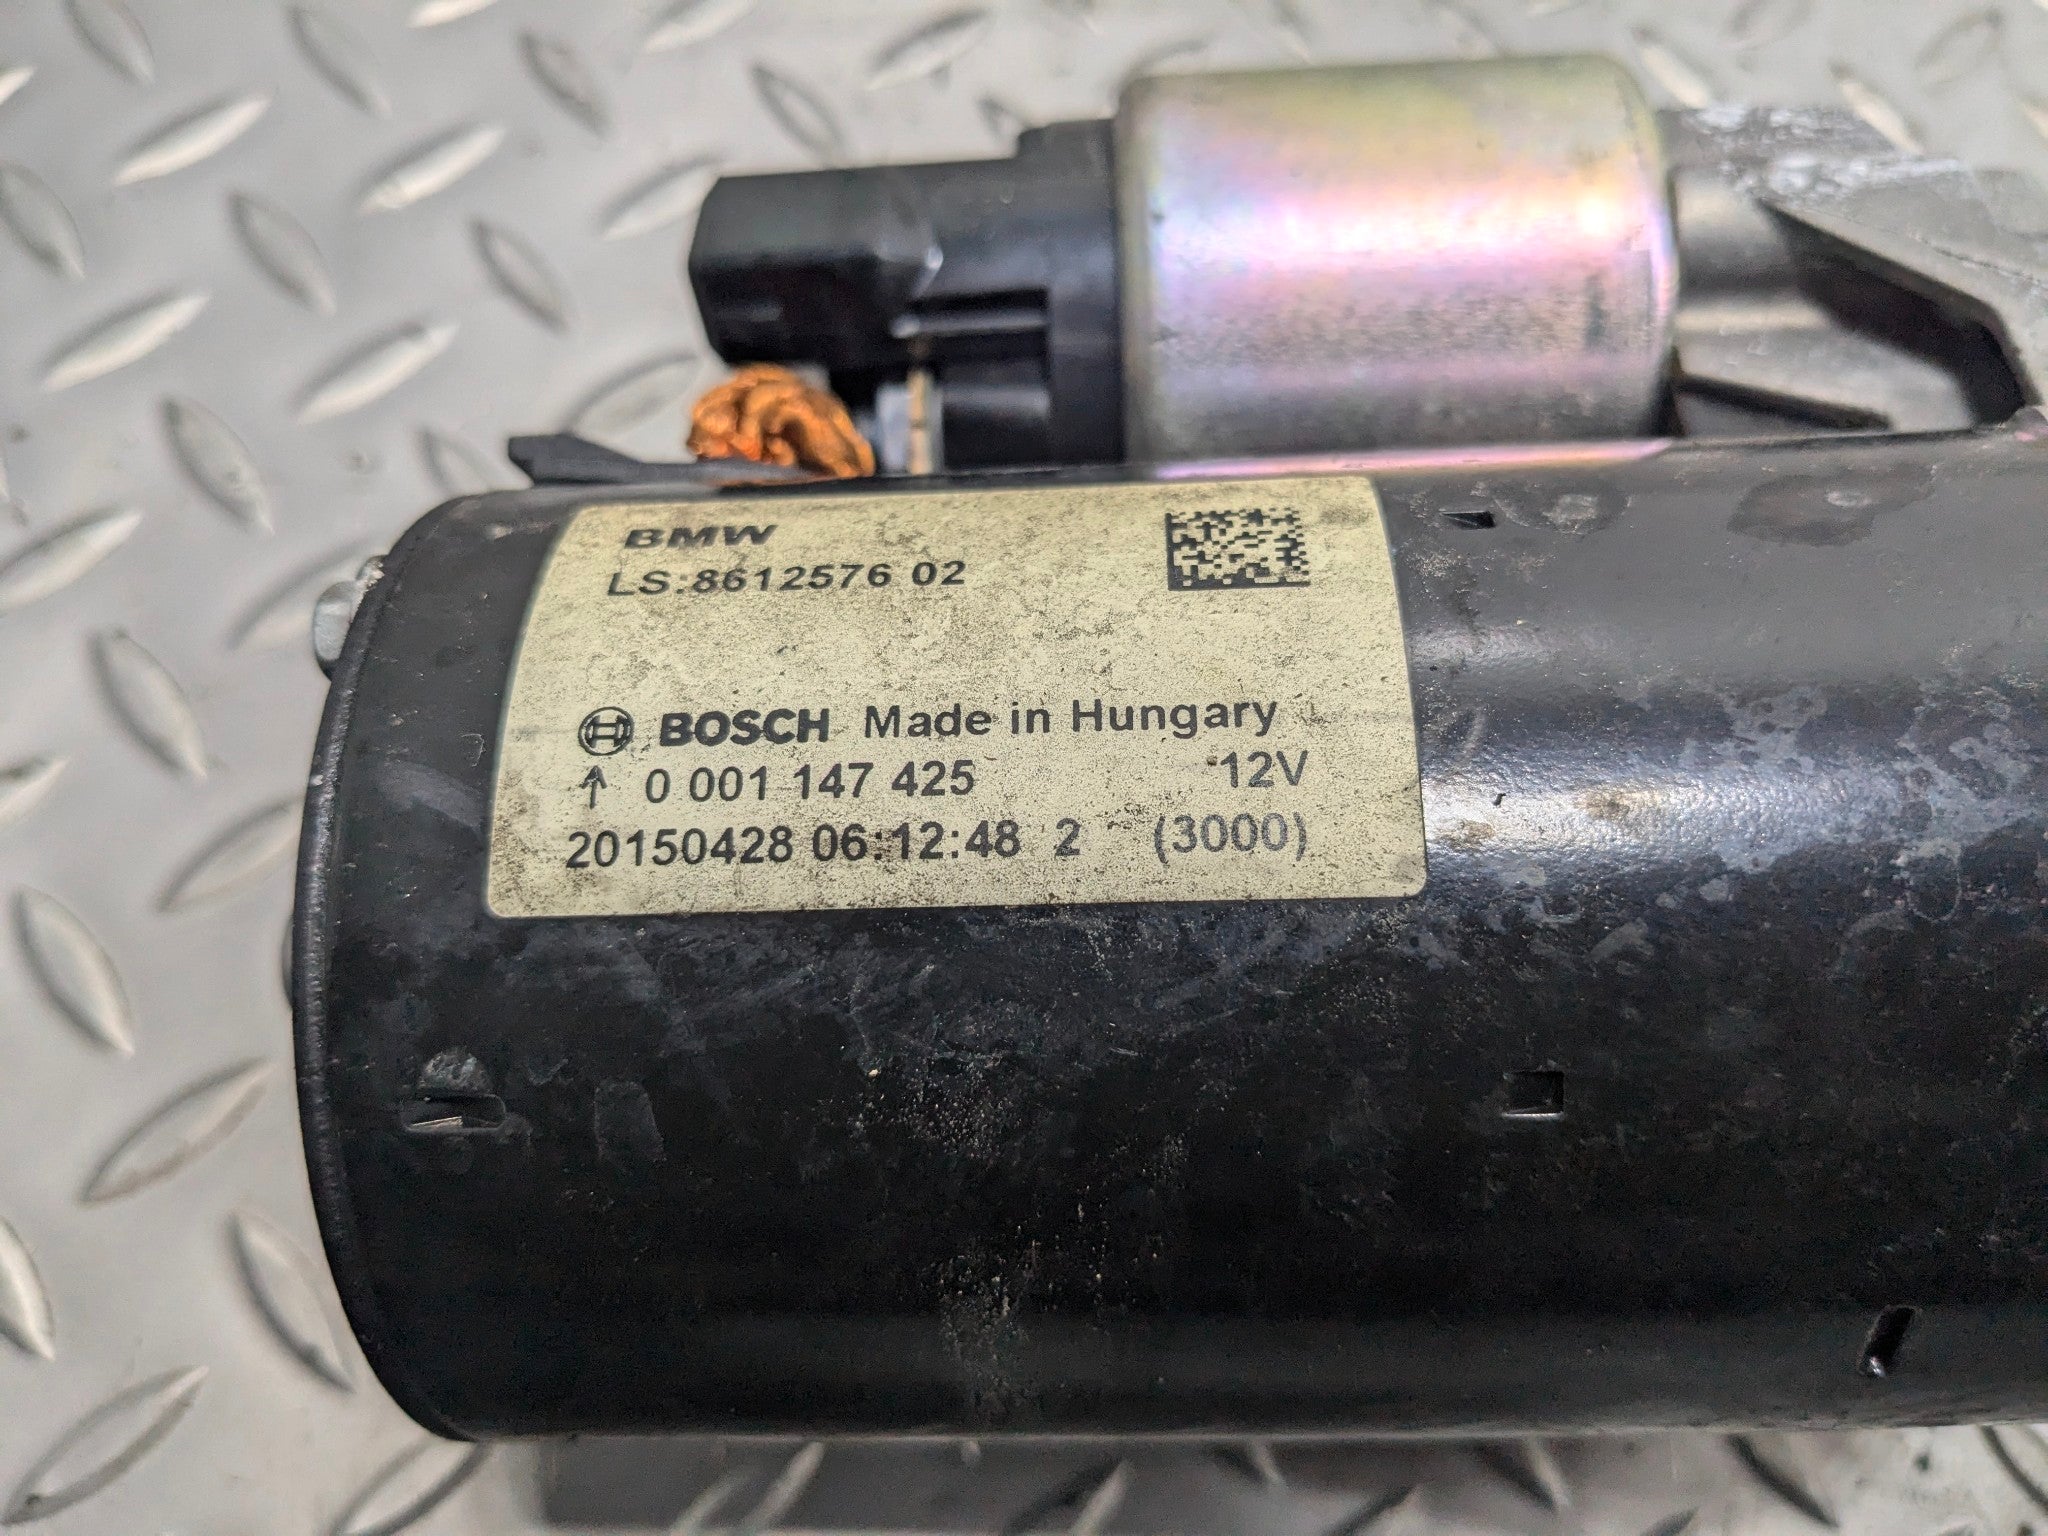 BMW
LS:8612576 02
BOSCH Made in Hungary
↑ 0 001 147 425 12V
20150428 06:12:48 2 (3000)